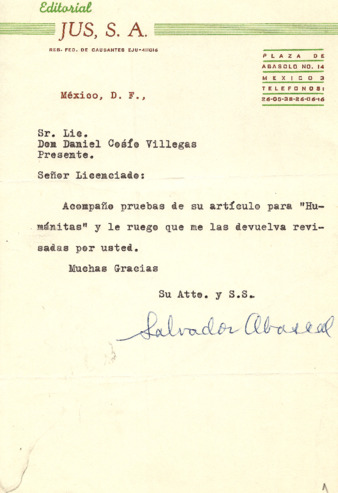 Editorial
JUS, S. A.
REG. FED. DE CAUSANTES EJU-411016
PLAZA DE
ABASOLO NO. 14
MEXICO 3
TELEFONOS:
26-05-38 - 26-06-16
México, D. F.,
Sr. Lic.
Don Daniel Cosío Villegas
Presente.
Señor Licenciado:
Acompaño pruebas de su artículo para "Hu-
mánitas" y le ruego que me las devuelva revi-
sadas por usted.
Muchas Gracias
Su Atto. y S.S.
Salvador Abascal